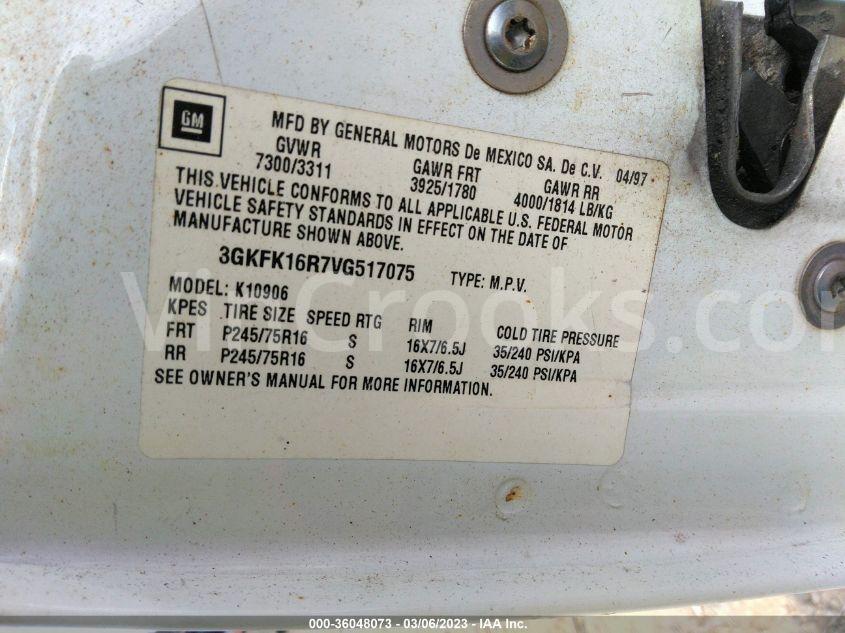 GM
MFD BY GENERAL MOTORS De MEXICO SA. De C.V. 04/97
GVWR GAWR FRT GAWR RR
7300/3311 3925/1780 4000/1814 LB/KG
THIS VEHICLE CONFORMS TO ALL APPLICABLE U.S. FEDERAL MOTOR
VEHICLE SAFETY STANDARDS IN EFFECT ON THE DATE OF
MANUFACTURE SHOWN ABOVE.
3GKFK16R7VG517075 TYPE: M.P.V.
MODEL: K10906
KPES TIRE SIZE SPEED RTG RIM COLD TIRE PRESSURE
FRT P245/75R16 S 16X7/6.5J 35/240 PSI/KPA
RR P245/75R16 S 16X7/6.5J 35/240 PSI/KPA
SEE OWNER'S MANUAL FOR MORE INFORMATION.
000-36048073 - 03/06/2023 - IAA Inc.